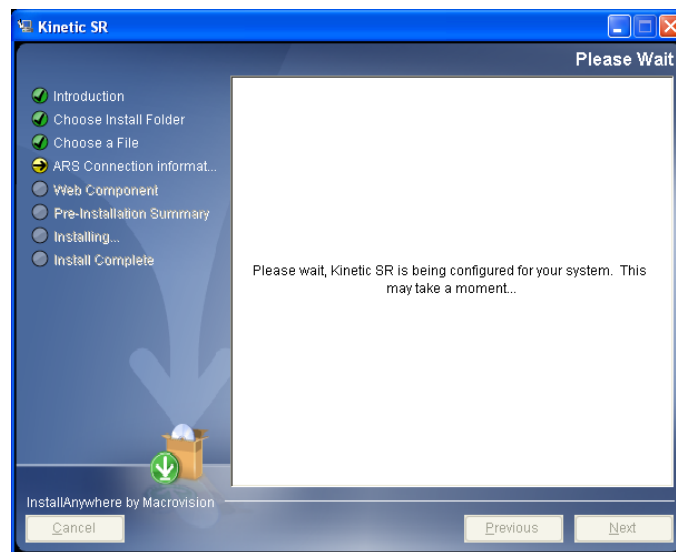 Kinetic SR
Please Wait
Introduction
Choose Install Folder
Choose a File
ARS Connection informat...
Web Component
Pre-Installation Summary
Installing...
Install Complete
Please wait, Kinetic SR is being configured for your system. This
may take a moment...
InstallAnywhere by Macrovision
Cancel
Previous
Next